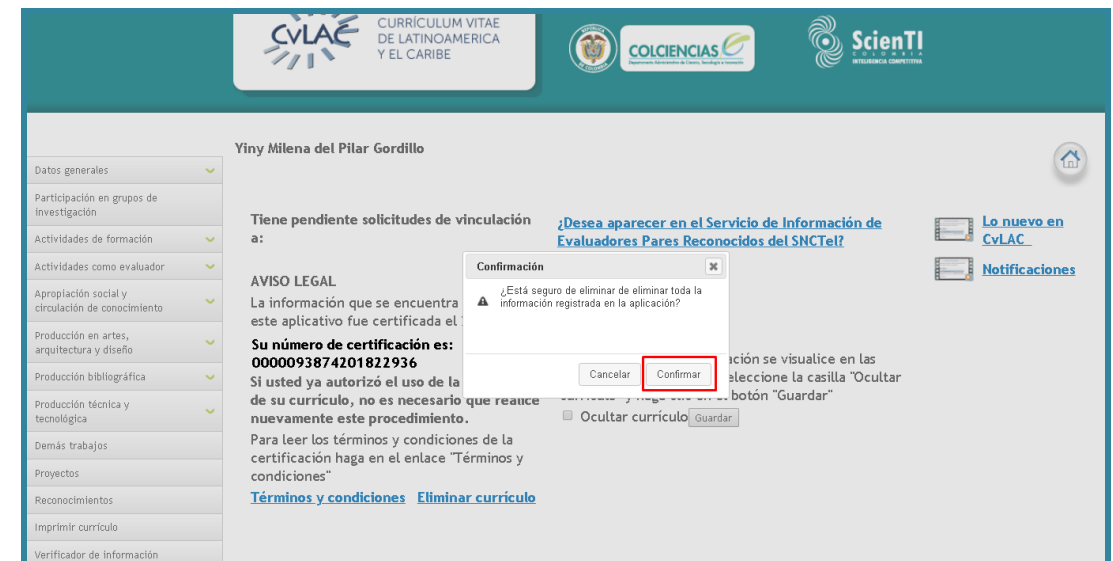 CvLAC
CURRÍCULUM VITAE
DE LATINOAMERICA
Y EL CARIBE
COLCIENCIAS
ScienTI
COLOMBIA
INTELIGENCIA COMPETITIVA
Yiny Milena del Pilar Gordillo
Datos generales
Participación en grupos de
investigación
Actividades de formación
Actividades como evaluador
Apropiación social y
circulación de conocimiento
Producción en artes,
arquitectura y diseño
Producción bibliográfica
Producción técnica y
tecnológica
Demás trabajos
Proyectos
Reconocimientos
Imprimir currículo
Verificador de información
Tiene pendiente solicitudes de vinculación
a:
AVISO LEGAL
La información que se encuentra
este aplicativo fue certificada el
Su número de certificación es:
0000093874201822936
Si usted ya autorizó el uso de la
de su currículo, no es necesario que realice
nuevamente este procedimiento.
Para leer los términos y condiciones de la
certificación haga en el enlace "Términos y
condiciones"
Términos y condiciones Eliminar currículo
¿Desea aparecer en el Servicio de Información de
Evaluadores Pares Reconocidos del SNCTeI?
Confirmación
¿Está seguro de eliminar de eliminar toda la
información registrada en la aplicación?
Cancelar Confirmar
ación se visualice en las
eleccione la casilla "Ocultar
botón "Guardar"
Ocultar currículo Guardar
Lo nuevo en
CvLAC
Notificaciones